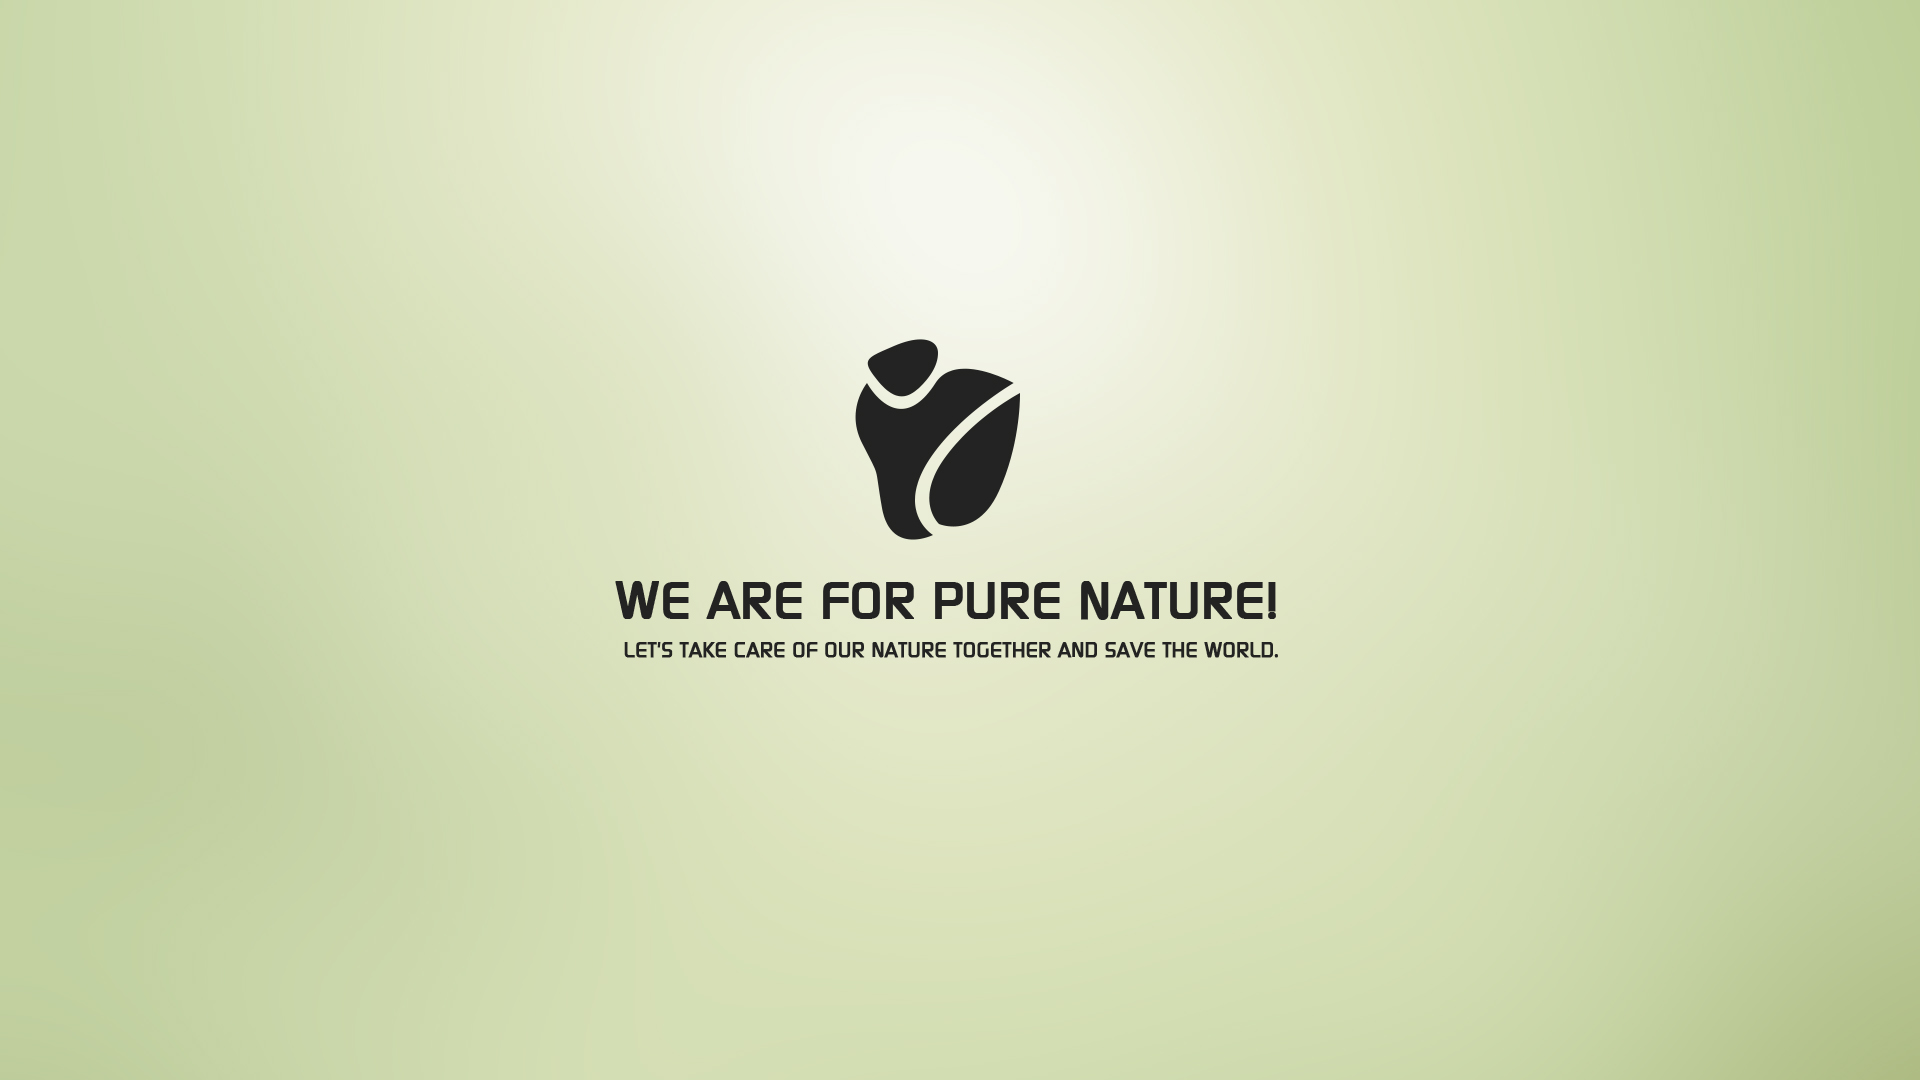 WE ARE FOR PURE NATURE!
LET'S TAKE CARE OF OUR NATURE TOGETHER AND SAVE THE WORLD.